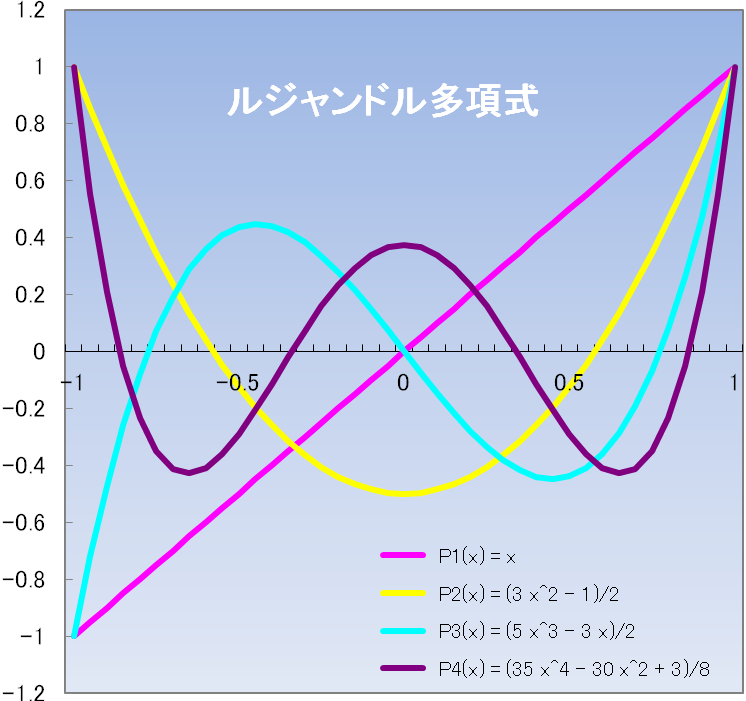 ルジャンドル多項式
1.2
1
0.8
0.6
0.4
0.2
0
-0.2
-0.4
-0.6
-0.8
-1
-1.2
-1 -0.5 0 0.5 1
P1(x) = x
P2(x) = (3 x^2 - 1)/2
P3(x) = (5 x^3 - 3 x)/2
P4(x) = (35 x^4 - 30 x^2 + 3)/8